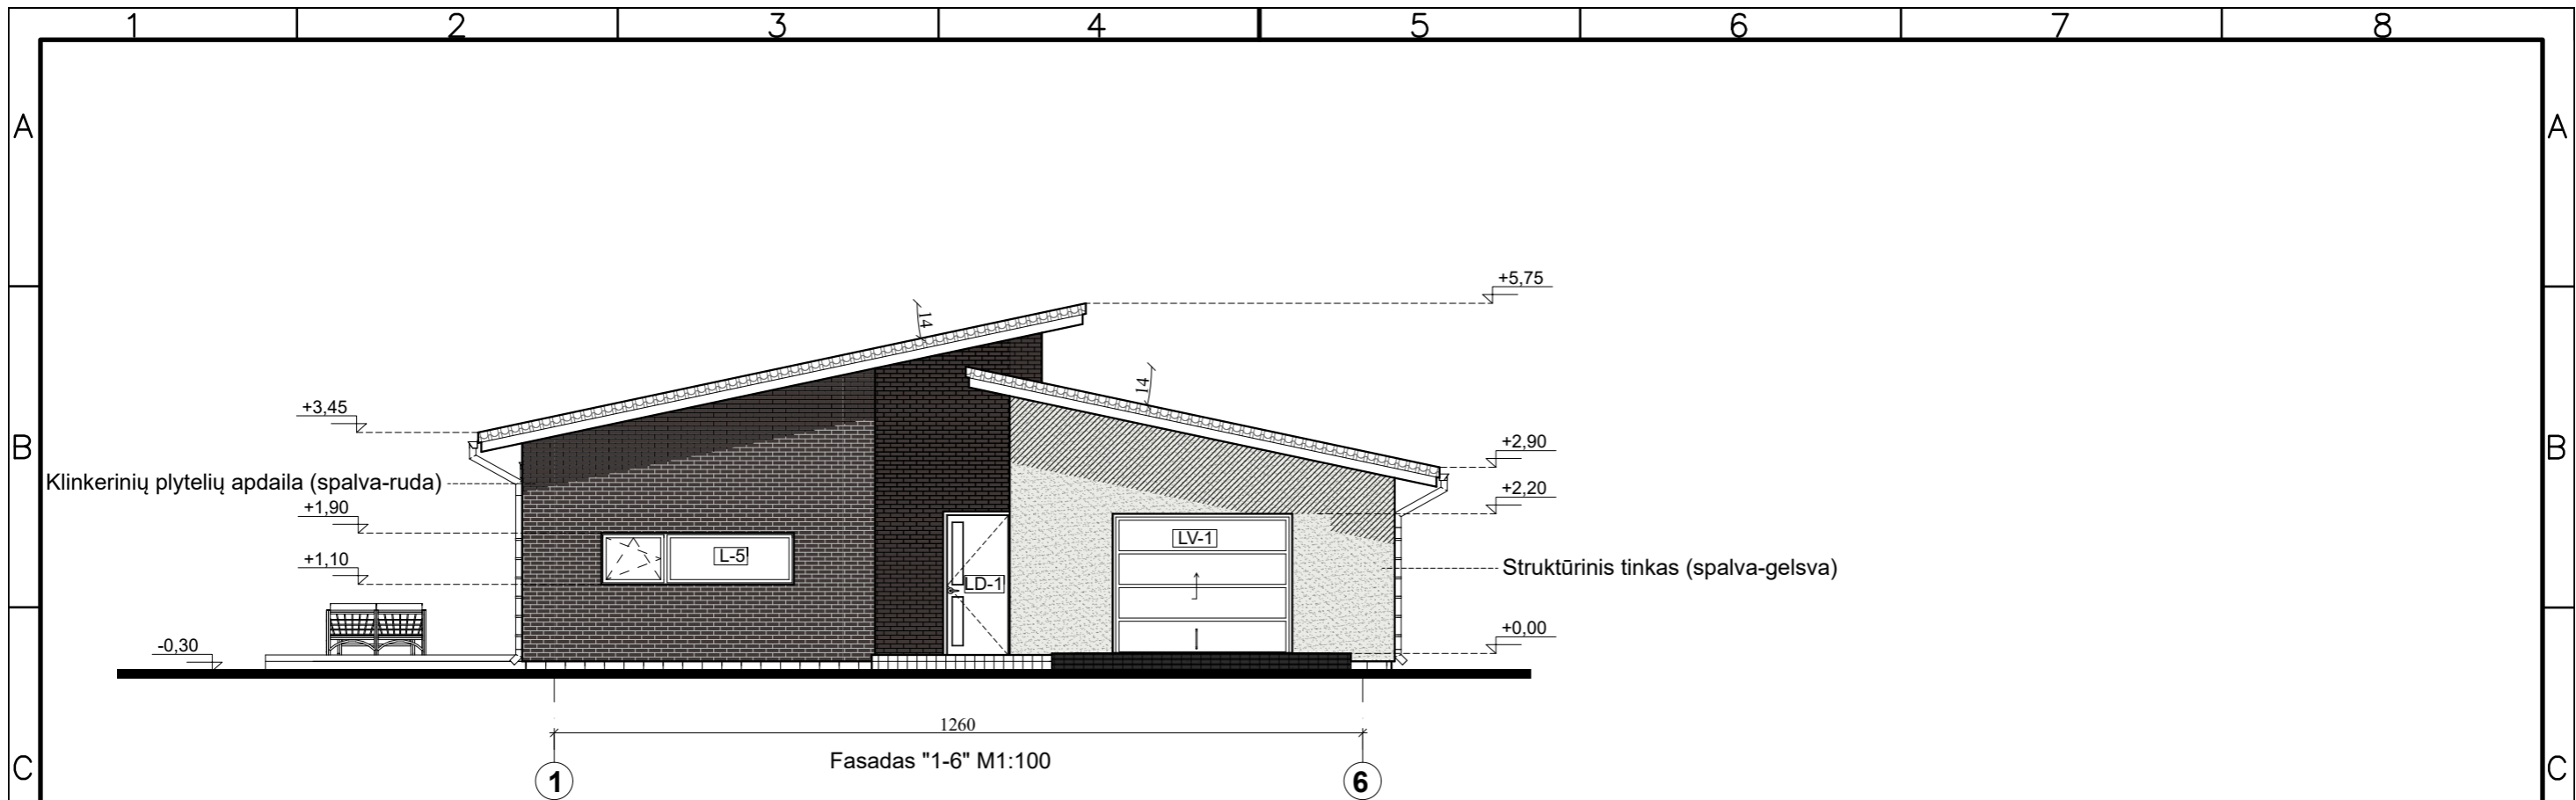 1 2 3 4 5 6 7 8
A A
+5,75
14
14
+3,45
+2,90
B B
Klinkerinių plytelių apdaila (spalva-ruda)
+2,20
+1,90
LV-1
L-5
+1,10
Struktūrinis tinkas (spalva-gelsva)
LD-1
+0,00
-0,30
1260
Fasadas "1-6" M1:100
C C
1 6